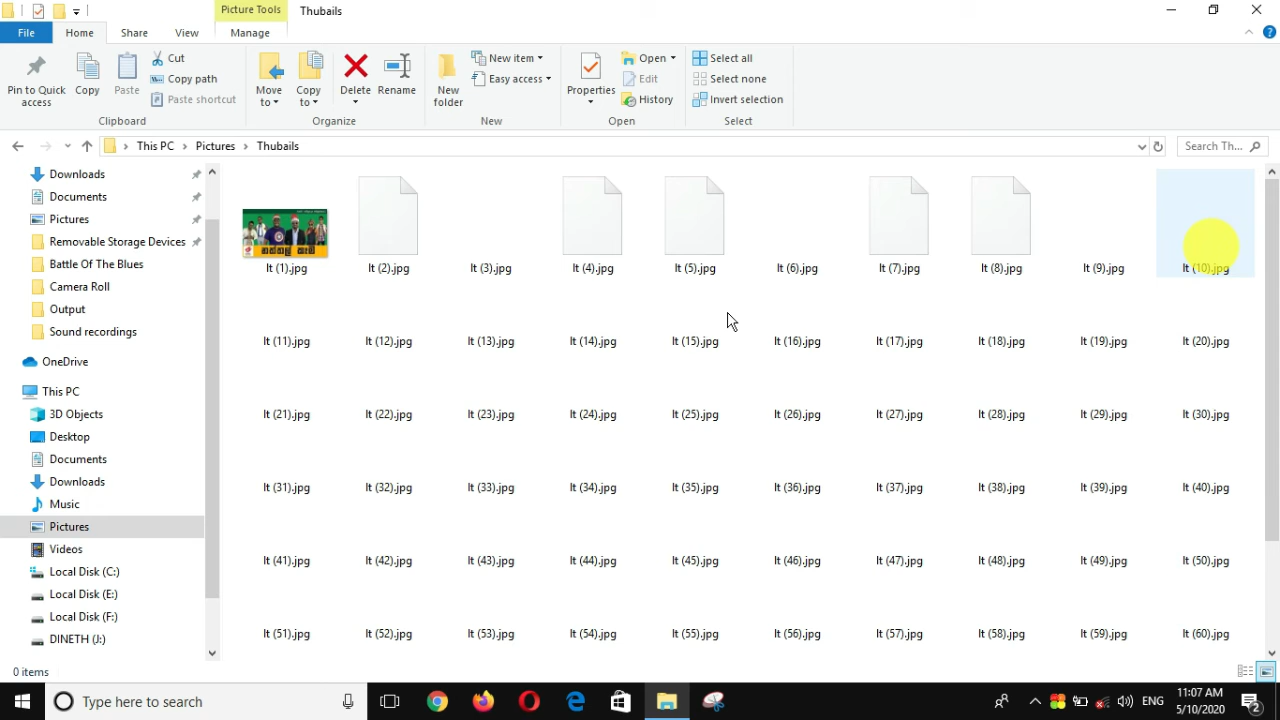 Picture Tools
Thubails
File
Home
Share
View
Manage
Pin to Quick access
Copy
Paste
Cut
Copy path
Paste shortcut
Clipboard
Move to
Copy to
Delete
Rename
Organize
New folder
New item
Easy access
New
Properties
Open
Edit
History
Open
Select all
Select none
Invert selection
Select
This PC
Pictures
Thubails
Search Th...
Downloads
Documents
Pictures
Removable Storage Devices
Battle Of The Blues
Camera Roll
Output
Sound recordings
OneDrive
This PC
3D Objects
Desktop
Documents
Downloads
Music
Pictures
Videos
Local Disk (C:)
Local Disk (E:)
Local Disk (F:)
DINETH (J:)
නත්තල් කෑම
lt (1).jpg lt (2).jpg lt (3).jpg lt (4).jpg lt (5).jpg lt (6).jpg lt (7).jpg lt (8).jpg lt (9).jpg lt (10).jpg
lt (11).jpg lt (12).jpg lt (13).jpg lt (14).jpg lt (15).jpg lt (16).jpg lt (17).jpg lt (18).jpg lt (19).jpg lt (20).jpg
lt (21).jpg lt (22).jpg lt (23).jpg lt (24).jpg lt (25).jpg lt (26).jpg lt (27).jpg lt (28).jpg lt (29).jpg lt (30).jpg
lt (31).jpg lt (32).jpg lt (33).jpg lt (34).jpg lt (35).jpg lt (36).jpg lt (37).jpg lt (38).jpg lt (39).jpg lt (40).jpg
lt (41).jpg lt (42).jpg lt (43).jpg lt (44).jpg lt (45).jpg lt (46).jpg lt (47).jpg lt (48).jpg lt (49).jpg lt (50).jpg
lt (51).jpg lt (52).jpg lt (53).jpg lt (54).jpg lt (55).jpg lt (56).jpg lt (57).jpg lt (58).jpg lt (59).jpg lt (60).jpg
0 items
Type here to search
ENG
11:07 AM
5/10/2020
2